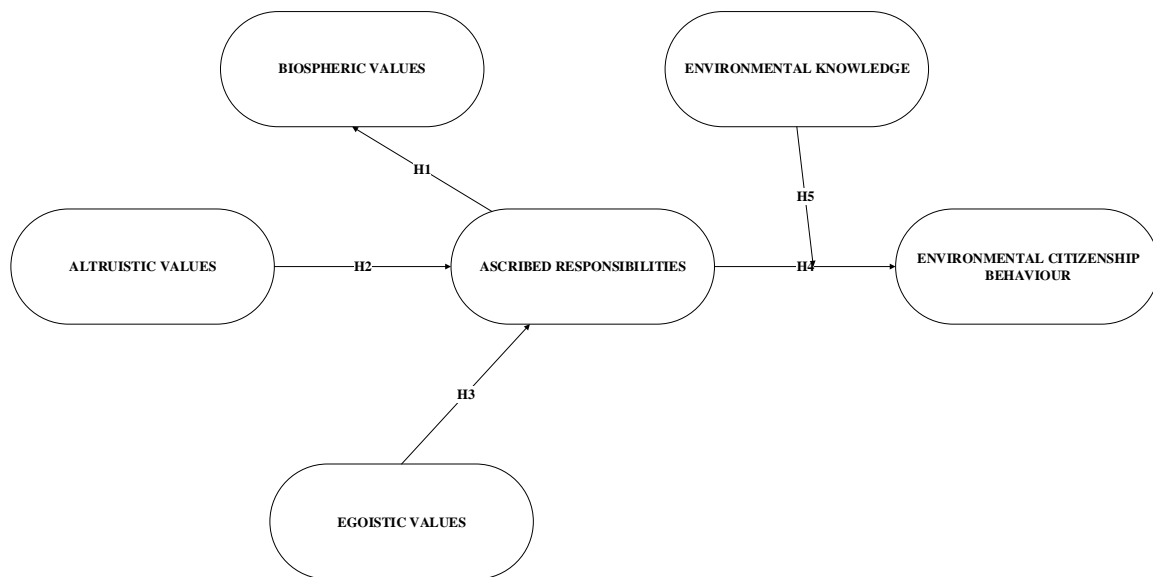 BIOSPHERIC VALUES
ENVIRONMENTAL KNOWLEDGE
H1
H5
ALTRUISTIC VALUES
H2
ASCRIBED RESPONSIBILITIES
H4
ENVIRONMENTAL CITIZENSHIP
BEHAVIOUR
H3
EGOISTIC VALUES